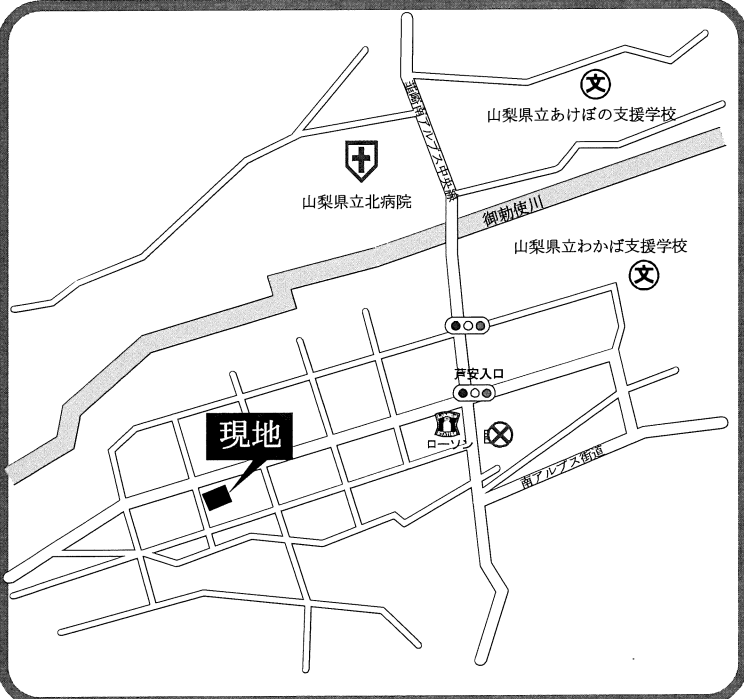 文
山梨県立あけぼの支援学校
韮崎南アルプス中央線
山梨県立北病院
御勅使川
山梨県立わかば支援学校
文
芦安入口
ローソン
現地
南アルプス街道